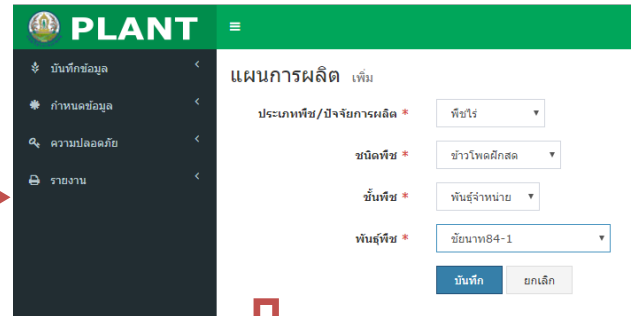 PLANT
บันทึกข้อมูล
กำหนดข้อมูล
ความปลอดภัย
รายงาน
แผนการผลิต เพิ่ม
ประเภทพืช/ปัจจัยการผลิต * พืชไร่
ชนิดพืช * ข้าวโพดฝักสด
ชั้นพืช * พันธุ์จำหน่าย
พันธุ์พืช * ชัยนาท84-1
บันทึก ยกเลิก